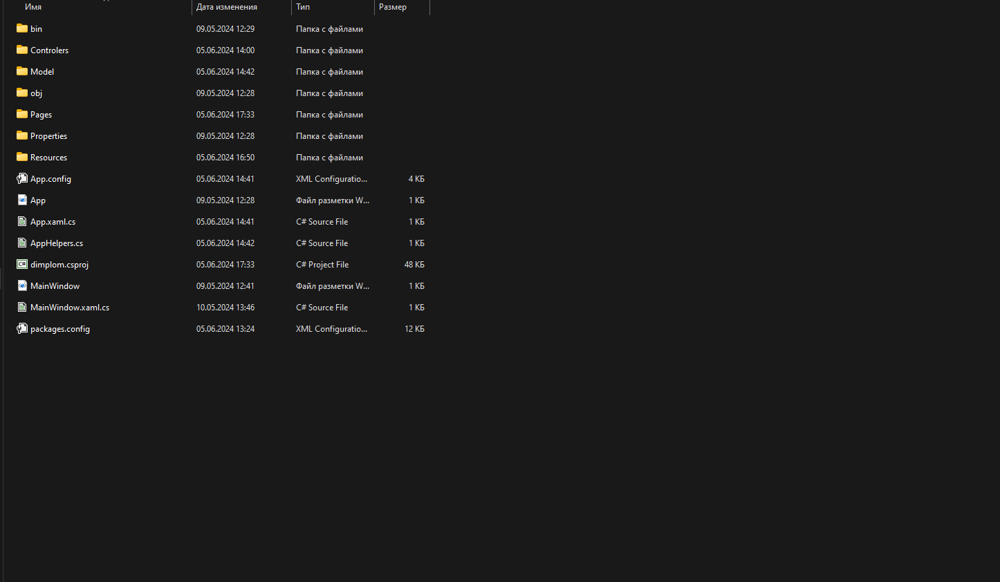 Имя Дата изменения Тип Размер
bin 09.05.2024 12:29 Папка с файлами
Controlers 05.06.2024 14:00 Папка с файлами
Model 05.06.2024 14:42 Папка с файлами
obj 09.05.2024 12:28 Папка с файлами
Pages 05.06.2024 17:33 Папка с файлами
Properties 09.05.2024 12:28 Папка с файлами
Resources 05.06.2024 16:50 Папка с файлами
App.config 05.06.2024 14:41 XML Configuratio... 4 КБ
App 09.05.2024 12:28 Файл разметки W... 1 КБ
App.xaml.cs 05.06.2024 14:41 C# Source File 1 КБ
AppHelpers.cs 05.06.2024 14:42 C# Source File 1 КБ
dimplom.csproj 05.06.2024 17:33 C# Project File 48 КБ
MainWindow 09.05.2024 12:41 Файл разметки W... 1 КБ
MainWindow.xaml.cs 10.05.2024 13:46 C# Source File 1 КБ
packages.config 05.06.2024 13:24 XML Configuratio... 12 КБ